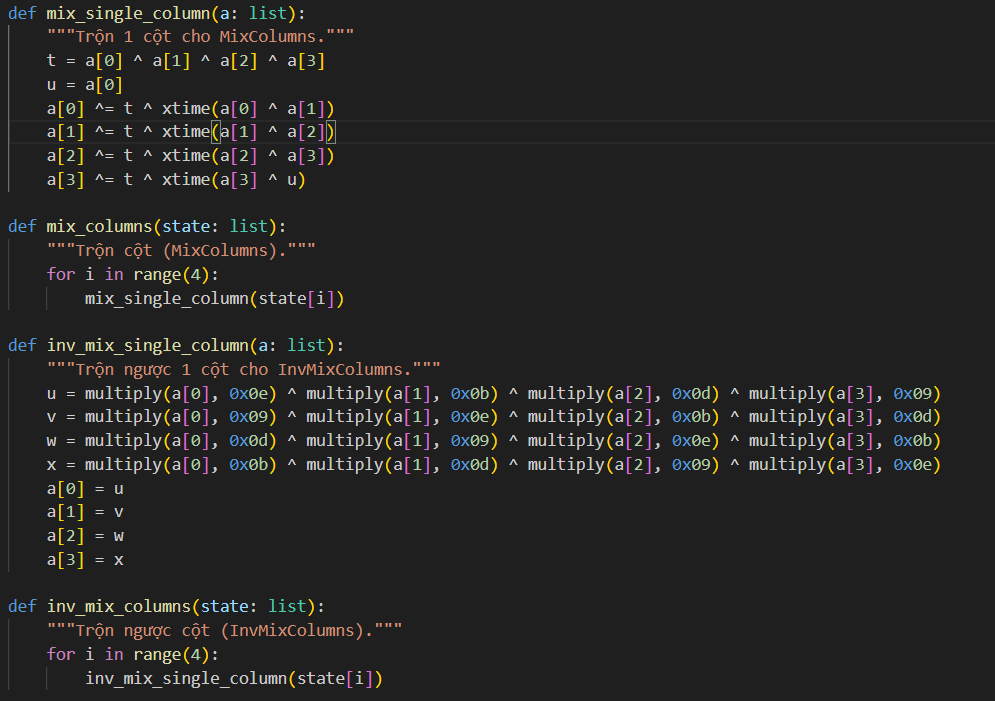 def mix_single_column(a: list):
    """Trộn 1 cột cho MixColumns."""
    t = a[0] ^ a[1] ^ a[2] ^ a[3]
    u = a[0]
    a[0] ^= t ^ xtime(a[0] ^ a[1])
    a[1] ^= t ^ xtime(a[1] ^ a[2])
    a[2] ^= t ^ xtime(a[2] ^ a[3])
    a[3] ^= t ^ xtime(a[3] ^ u)

def mix_columns(state: list):
    """Trộn cột (MixColumns)."""
    for i in range(4):
        mix_single_column(state[i])

def inv_mix_single_column(a: list):
    """Trộn ngược 1 cột cho InvMixColumns."""
    u = multiply(a[0], 0x0e) ^ multiply(a[1], 0x0b) ^ multiply(a[2], 0x0d) ^ multiply(a[3], 0x09)
    v = multiply(a[0], 0x09) ^ multiply(a[1], 0x0e) ^ multiply(a[2], 0x0b) ^ multiply(a[3], 0x0d)
    w = multiply(a[0], 0x0d) ^ multiply(a[1], 0x09) ^ multiply(a[2], 0x0e) ^ multiply(a[3], 0x0b)
    x = multiply(a[0], 0x0b) ^ multiply(a[1], 0x0d) ^ multiply(a[2], 0x09) ^ multiply(a[3], 0x0e)
    a[0] = u
    a[1] = v
    a[2] = w
    a[3] = x

def inv_mix_columns(state: list):
    """Trộn ngược cột (InvMixColumns)."""
    for i in range(4):
        inv_mix_single_column(state[i])